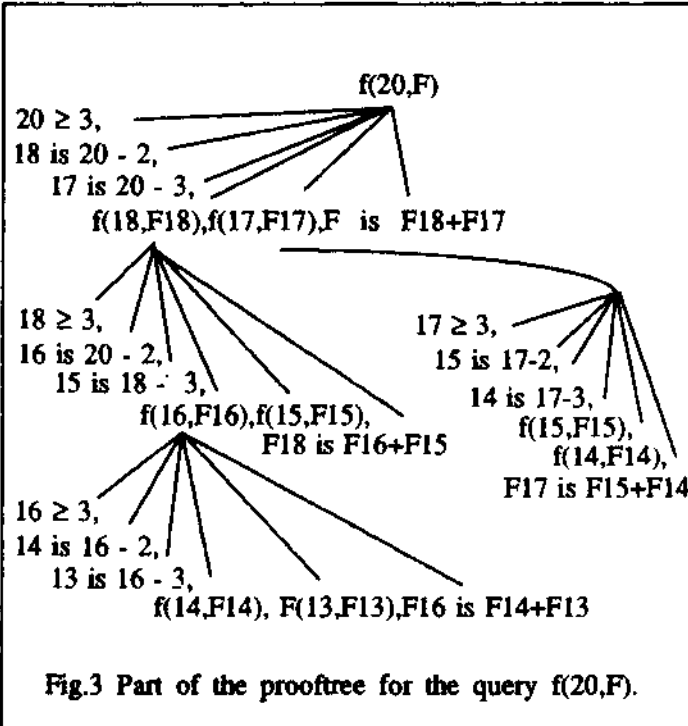 f(20,F)
20 ≥ 3,
18 is 20 - 2,
17 is 20 - 3,
f(18,F18),f(17,F17),F is F18+F17
18 ≥ 3,
16 is 20 - 2,
15 is 18 - 3,
f(16,F16),f(15,F15),
F18 is F16+F15
17 ≥ 3,
15 is 17-2,
14 is 17-3,
f(15,F15),
f(14,F14),
F17 is F15+F14
16 ≥ 3,
14 is 16 - 2,
13 is 16 - 3,
f(14,F14), F(13,F13),F16 is F14+F13
Fig.3 Part of the prooftree for the query f(20,F).